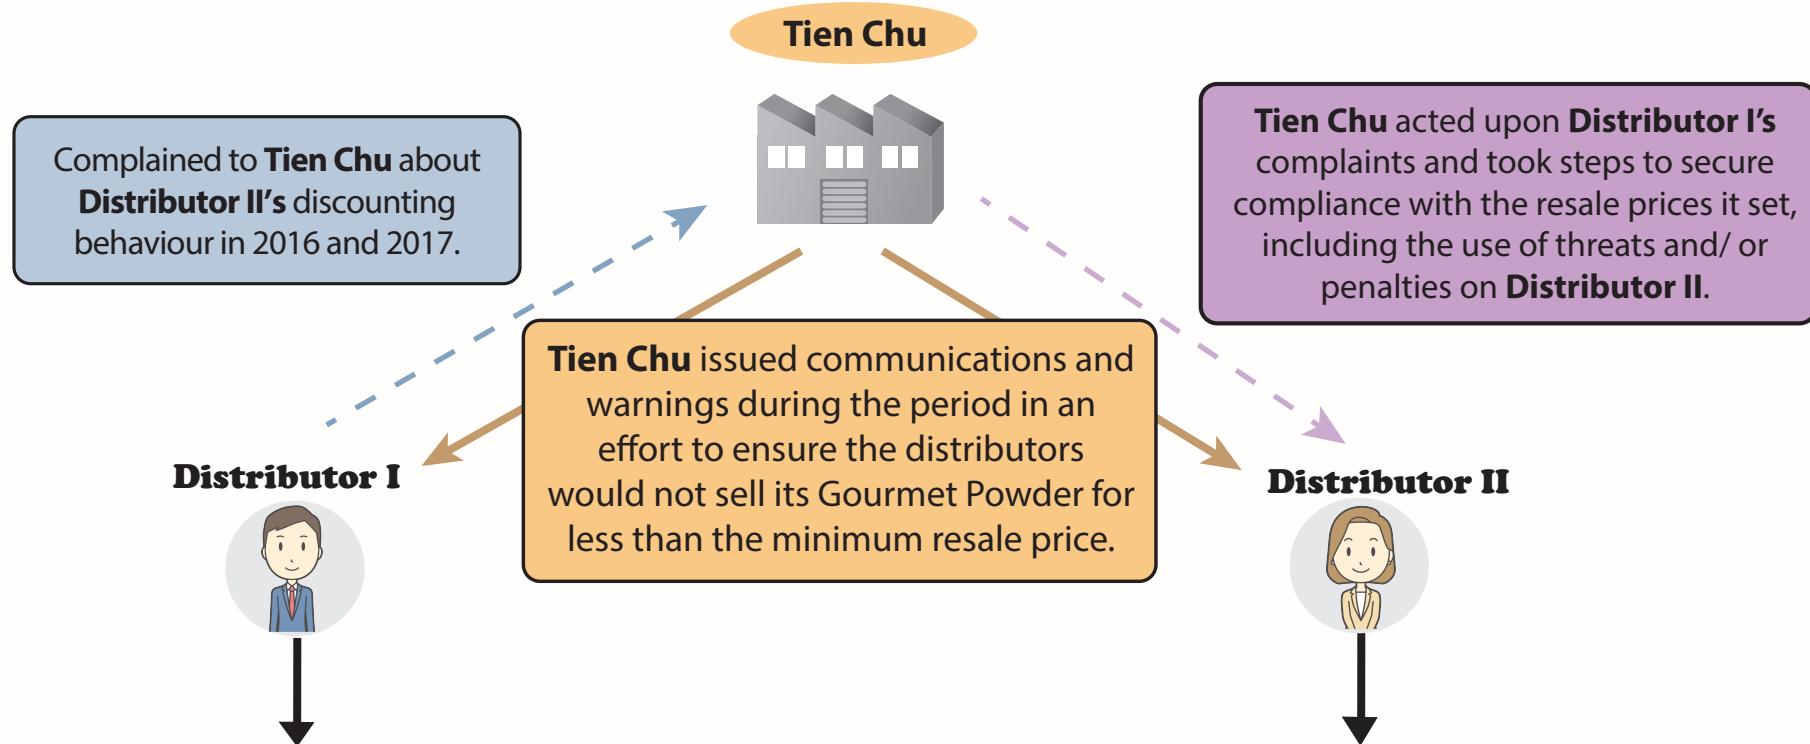 Tien Chu
Complained to Tien Chu about
Distributor II's discounting
behaviour in 2016 and 2017.
Tien Chu acted upon Distributor I's
complaints and took steps to secure
compliance with the resale prices it set,
including the use of threats and/ or
penalties on Distributor II.
Tien Chu issued communications and
warnings during the period in an
effort to ensure the distributors
would not sell its Gourmet Powder for
less than the minimum resale price.
Distributor I
Distributor II